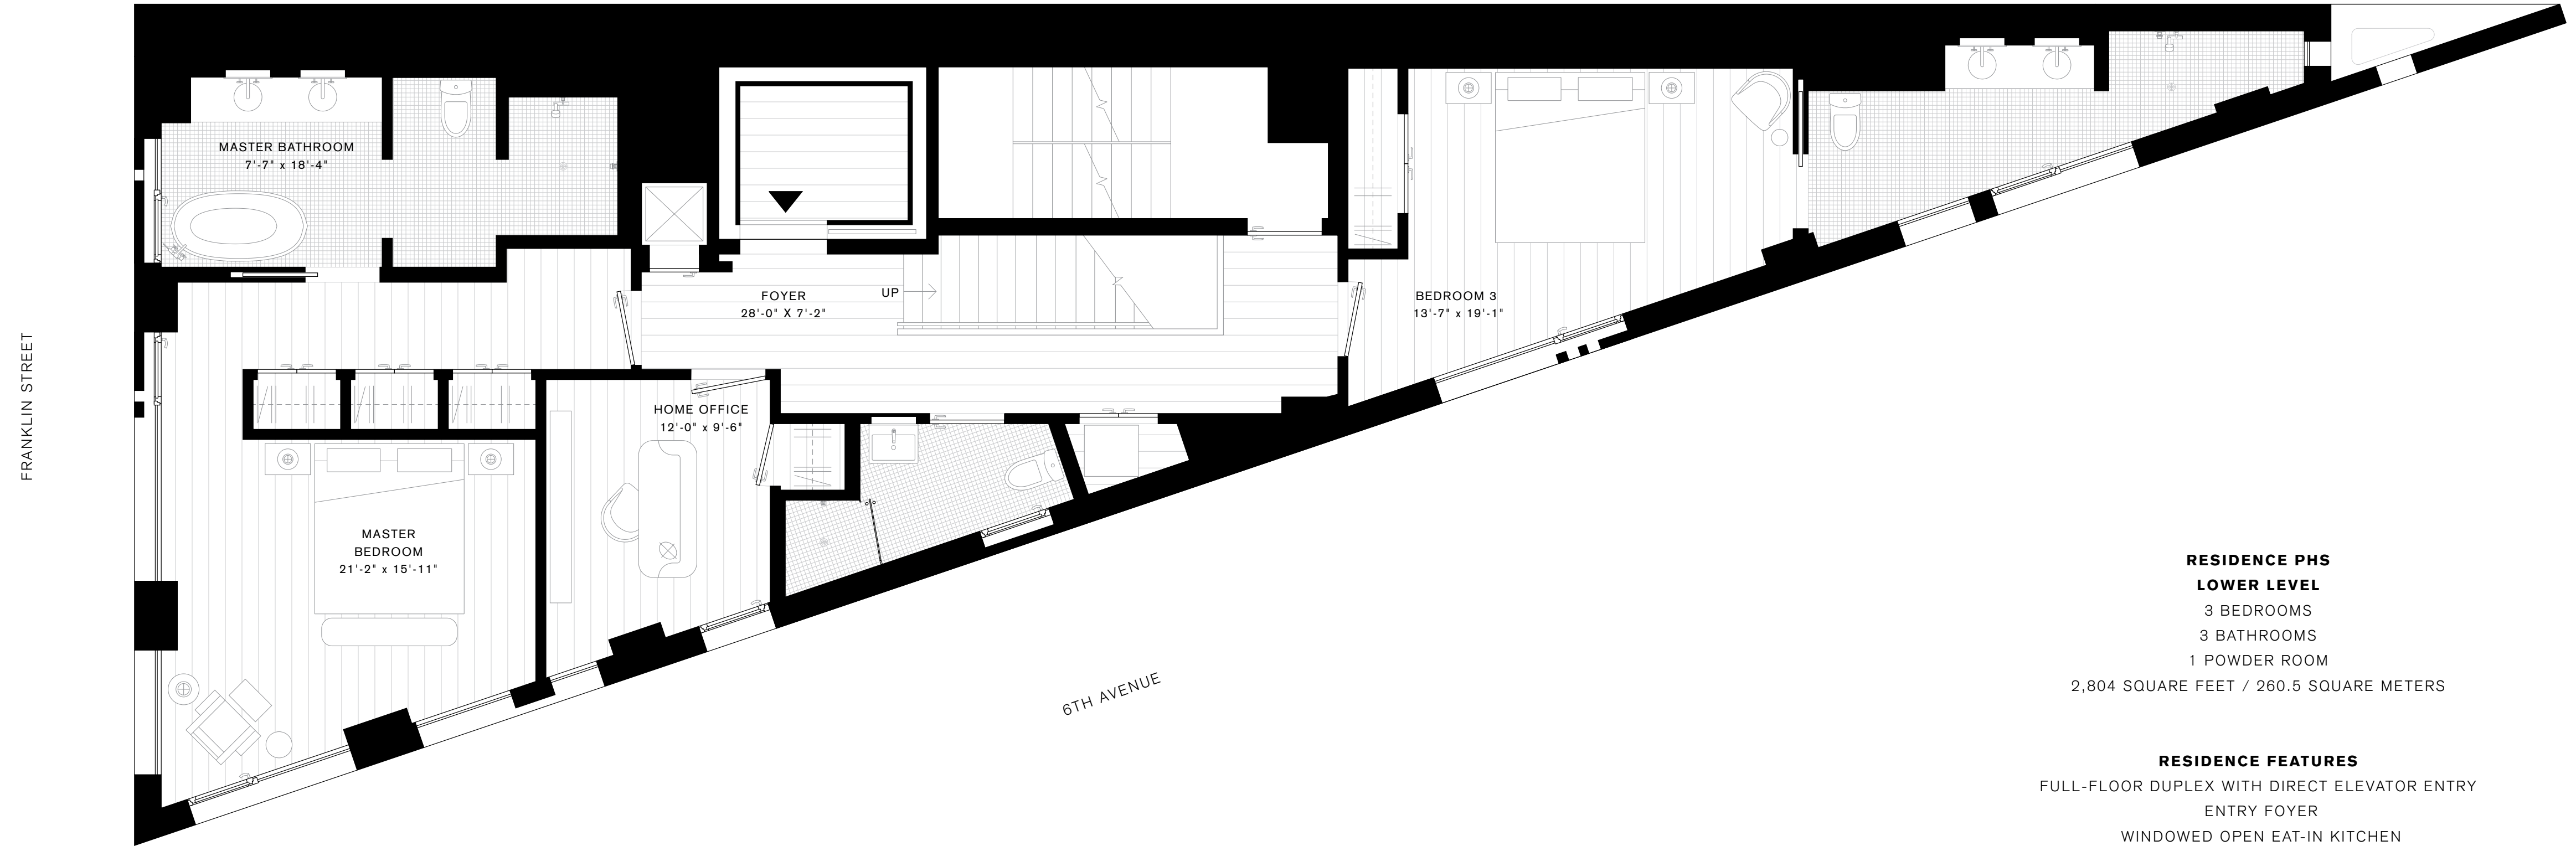 FRANKLIN STREET
MASTER BATHROOM
7'-7" x 18'-4"
FOYER
28'-0" X 7'-2"
UP
BEDROOM 3
13'-7" x 19'-1"
HOME OFFICE
12'-0" x 9'-6"
MASTER
BEDROOM
21'-2" x 15'-11"
6TH AVENUE
RESIDENCE PHS
LOWER LEVEL
3 BEDROOMS
3 BATHROOMS
1 POWDER ROOM
2,804 SQUARE FEET / 260.5 SQUARE METERS
RESIDENCE FEATURES
FULL-FLOOR DUPLEX WITH DIRECT ELEVATOR ENTRY
ENTRY FOYER
WINDOWED OPEN EAT-IN KITCHEN